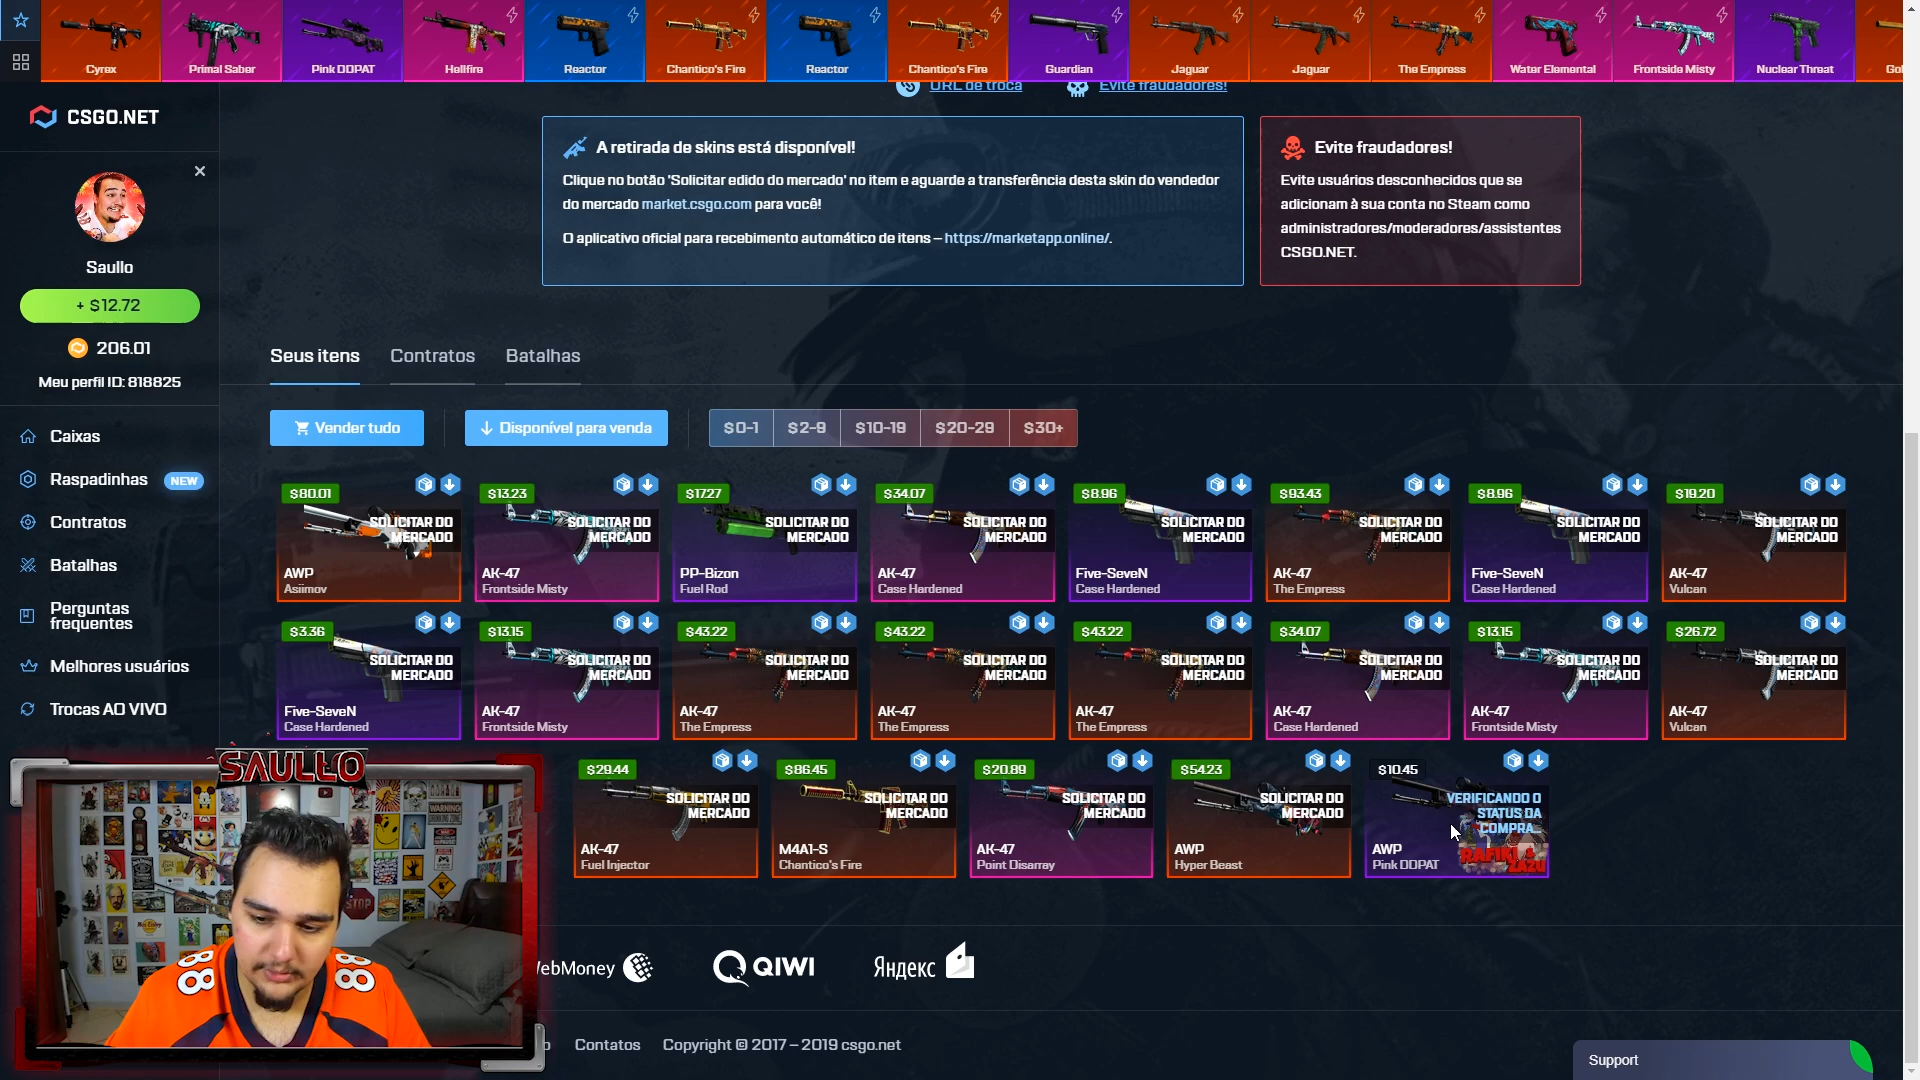 Cyrex
Primal Saber
Pink DDPAT
Hellfire
Reactor
Chantico's Fire
Reactor
Chantico's Fire
Guardian
Jaguar
Jaguar
The Empress
Water Elemental
Frontside Misty
Nuclear Threat
Gol
URL de troca
Evite fraudadores!
CSGO.NET
Saullo
+ $12.72
206.01
Meu perfil ID: 818825
Caixas
Raspadinhas NEW
Contratos
Batalhas
Perguntas
frequentes
Melhores usuários
Trocas AO VIVO
A retirada de skins está disponível!
Clique no botão 'Solicitar edido do mercado' no item e aguarde a transferência desta skin do vendedor
do mercado market.csgo.com para você!
O aplicativo oficial para recebimento automático de itens – https://marketapp.online/.
Evite fraudadores!
Evite usuários desconhecidos que se
adicionam à sua conta no Steam como
administradores/moderadores/assistentes
CSGO.NET.
Seus itens
Contratos
Batalhas
Vender tudo
Disponível para venda
$0-1
$2-9
$10-19
$20-29
$30+
$80.01
SOLICITAR DO
MERCADO
AWP
Asiimov
$13.23
SOLICITAR DO
MERCADO
AK-47
Frontside Misty
$17.27
SOLICITAR DO
MERCADO
PP-Bizon
Fuel Rod
$34.07
SOLICITAR DO
MERCADO
AK-47
Case Hardened
$8.96
SOLICITAR DO
MERCADO
Five-SeveN
Case Hardened
$93.43
SOLICITAR DO
MERCADO
AK-47
The Empress
$8.96
SOLICITAR DO
MERCADO
Five-SeveN
Case Hardened
$19.20
SOLICITAR DO
MERCADO
AK-47
Vulcan
$3.36
SOLICITAR DO
MERCADO
Five-SeveN
Case Hardened
$13.15
SOLICITAR DO
MERCADO
AK-47
Frontside Misty
$43.22
SOLICITAR DO
MERCADO
AK-47
The Empress
$43.22
SOLICITAR DO
MERCADO
AK-47
The Empress
$43.22
SOLICITAR DO
MERCADO
AK-47
The Empress
$34.07
SOLICITAR DO
MERCADO
AK-47
Case Hardened
$13.15
SOLICITAR DO
MERCADO
AK-47
Frontside Misty
$26.72
SOLICITAR DO
MERCADO
AK-47
Vulcan
$29.44
SOLICITAR DO
MERCADO
AK-47
Fuel Injector
$86.45
SOLICITAR DO
MERCADO
M4A1-S
Chantico's Fire
$20.89
SOLICITAR DO
MERCADO
AK-47
Point Disarray
$54.23
SOLICITAR DO
MERCADO
AWP
Hyper Beast
$10.45
VERIFICANDO O
STATUS DA
COMPRA...
AWP
Pink DDPAT
RAFIKI &
ZAZU
SAULLO
STOP
88
88
WebMoney
QIWI
Яндекс
Contatos
Copyright © 2017 – 2019 csgo.net
Support